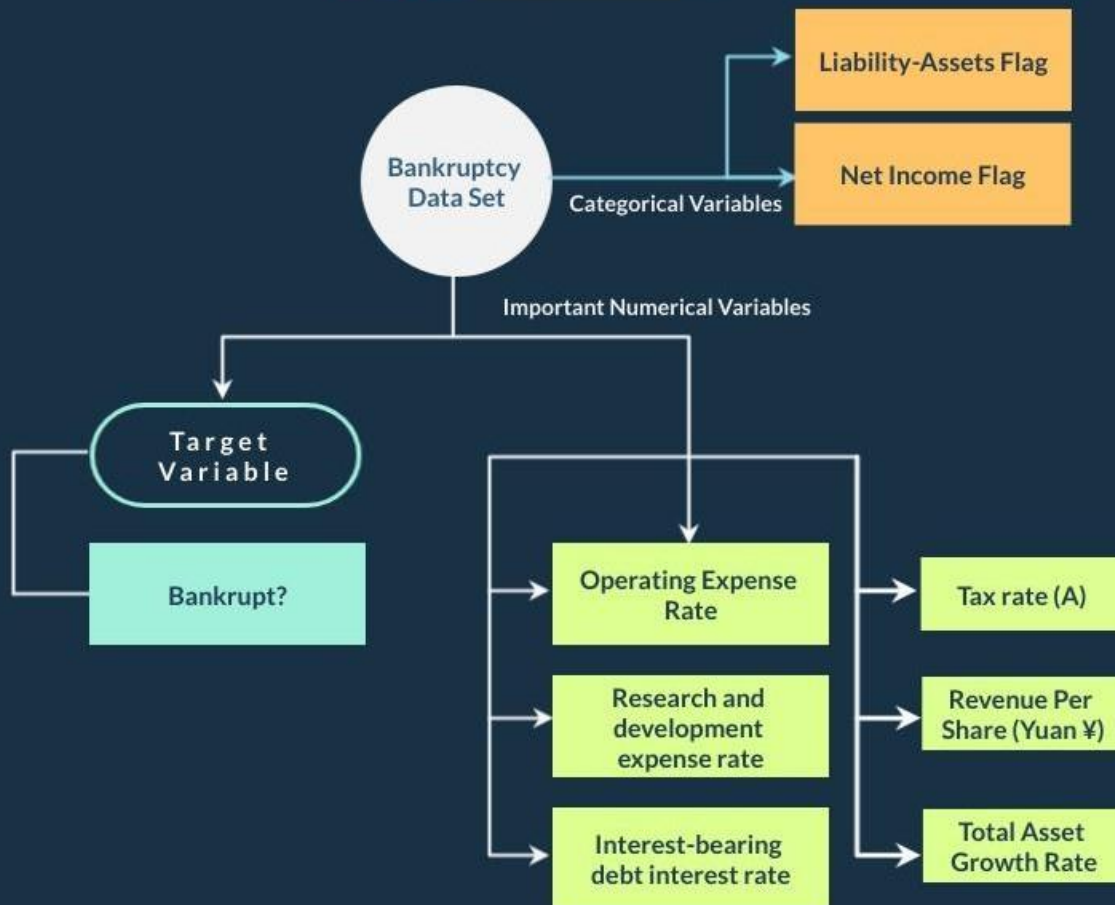 Liability-Assets Flag
Bankruptcy
Data Set
Net Income Flag
Categorical Variables
Important Numerical Variables
Target
Variable
Bankrupt?
Operating Expense
Rate
Tax rate (A)
Research and
development
expense rate
Revenue Per
Share (Yuan ¥)
Interest-bearing
debt interest rate
Total Asset
Growth Rate